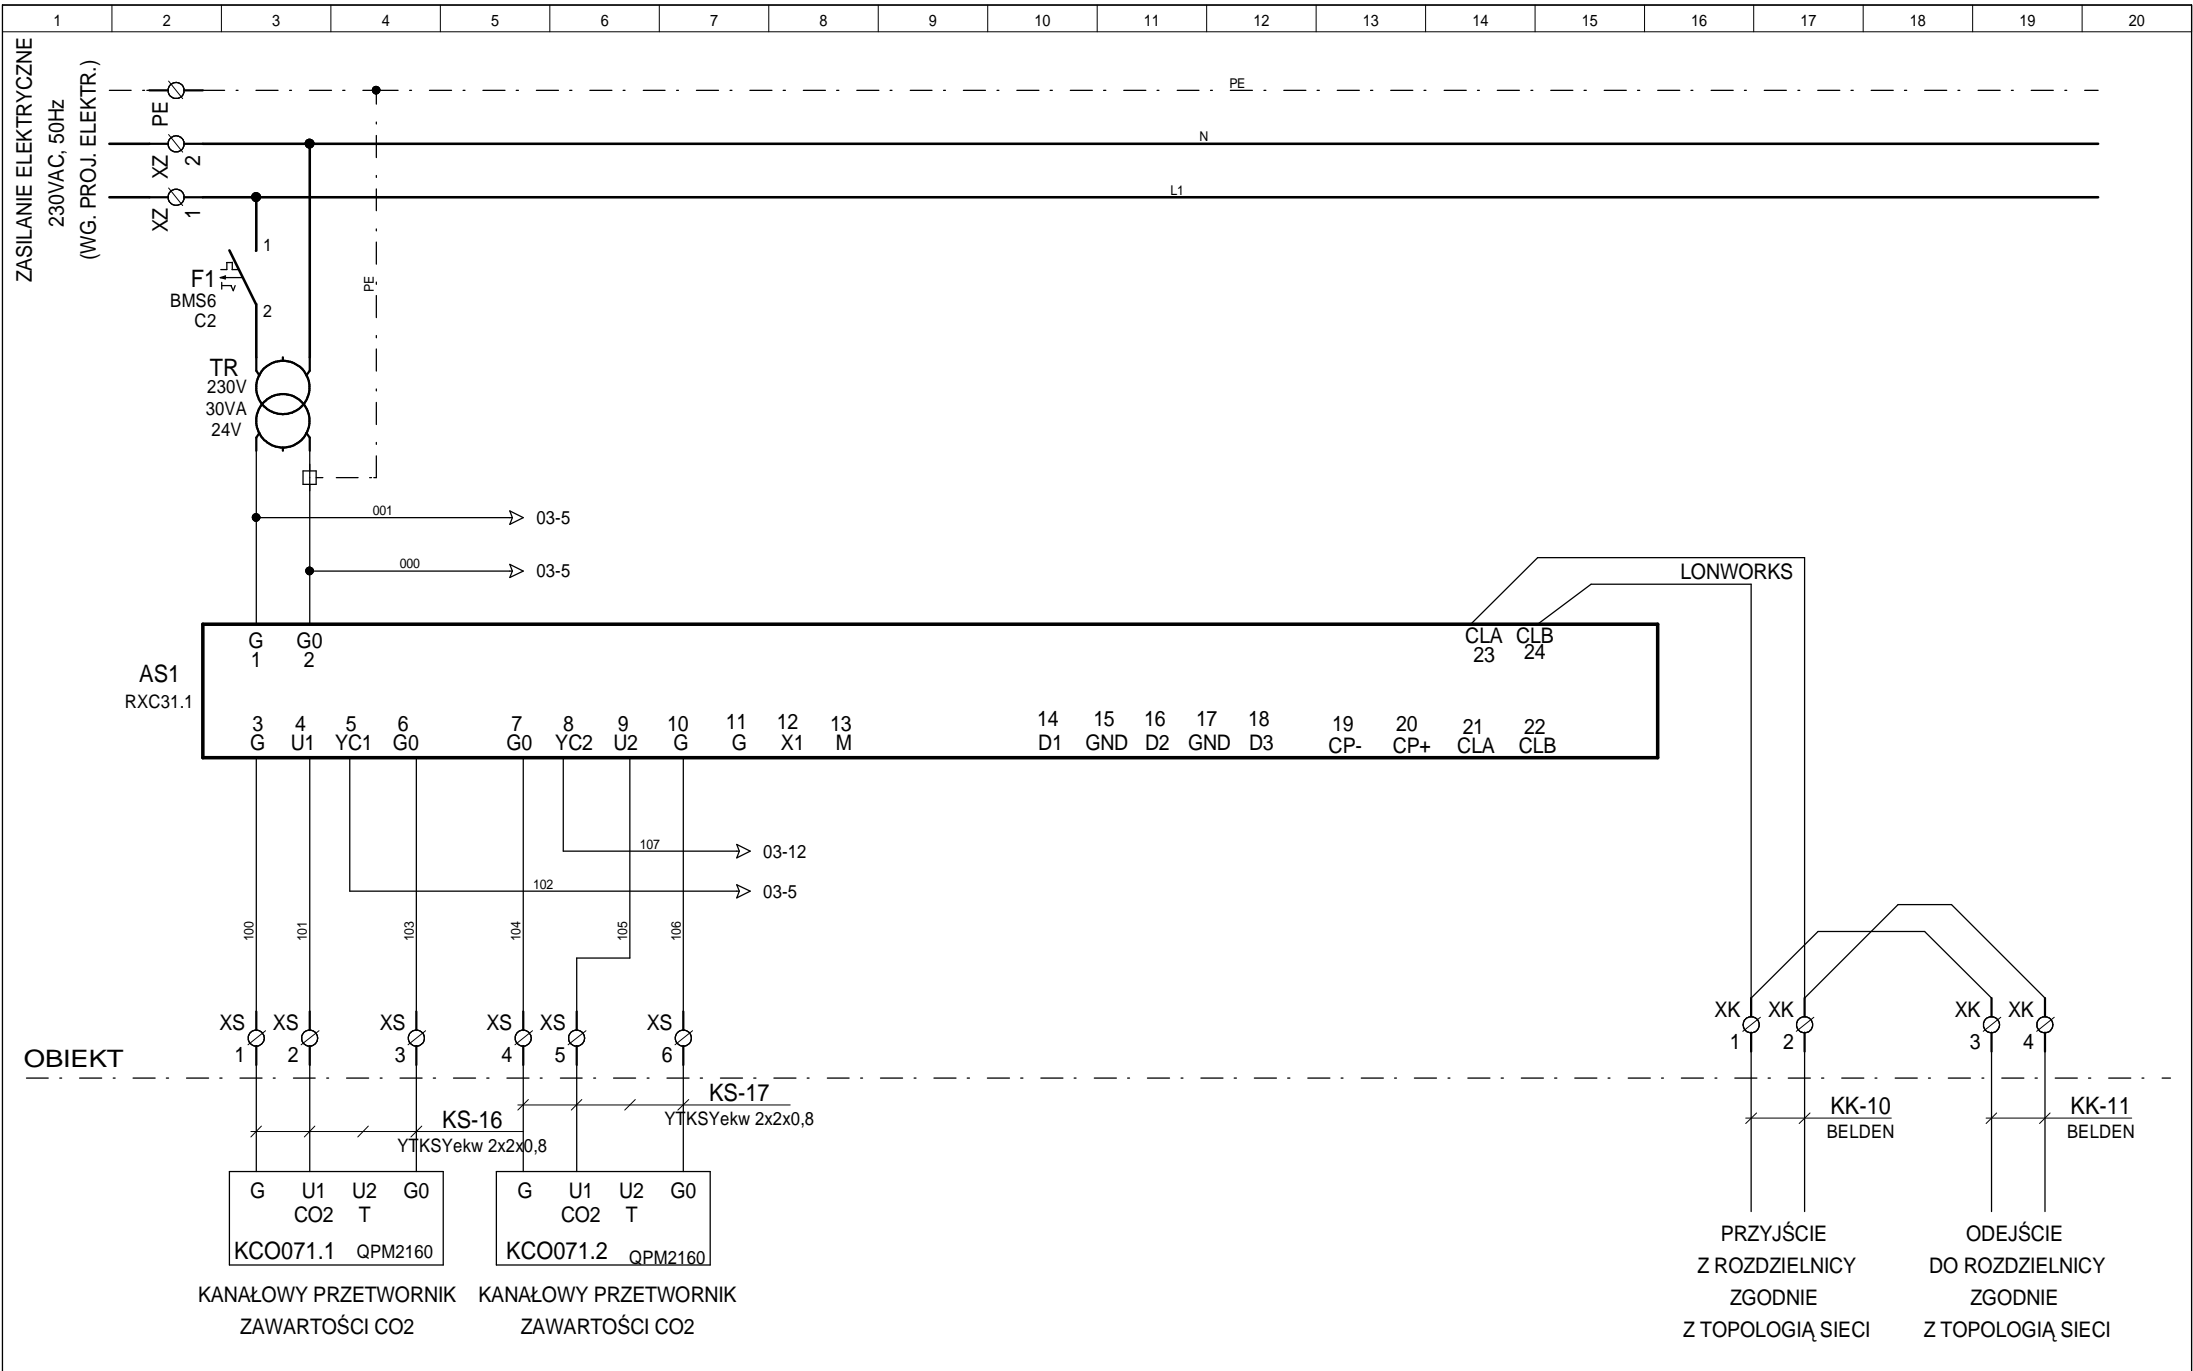 1 2 3 4 5 6 7 8 9 10 11 12 13 14 15 16 17 18 19 20
ZASILANIE ELEKTRYCZNE
230VAC, 50Hz
(WG. PROJ. ELEKTR.)
PE
XZ 2
XZ 1
PE
N
L1
PE
1
F1
BMS6
C2
2
TR
230V
30VA
24V
001 03-5
000 03-5
LONWORKS
G G0 CLA CLB
1 2 23 24
AS1
RXC31.1
3 4 5 6 7 8 9 10 11 12 13 14 15 16 17 18 19 20 21 22
G U1 YC1 G0 G0 YC2 U2 G G X1 M D1 GND D2 GND D3 CP- CP+ CLA CLB
107 03-12
102 03-5
100 101 103 104 105 106
XS XS XS XS XS XS XK XK XK XK
1 2 3 4 5 6 1 2 3 4
OBIEKT
KS-17
YTKSYekw 2x2x0,8
KS-16
YTKSYekw 2x2x0,8
KK-10
BELDEN
KK-11
BELDEN
G U1 U2 G0
CO2 T
KCO071.1 QPM2160
KANAŁOWY PRZETWORNIK
ZAWARTOŚCI CO2
G U1 U2 G0
CO2 T
KCO071.2 QPM2160
KANAŁOWY PRZETWORNIK
ZAWARTOŚCI CO2
PRZYJŚCIE
Z ROZDZIELNICY
ZGODNIE
Z TOPOLOGIĄ SIECI
ODEJŚCIE
DO ROZDZIELNICY
ZGODNIE
Z TOPOLOGIĄ SIECI